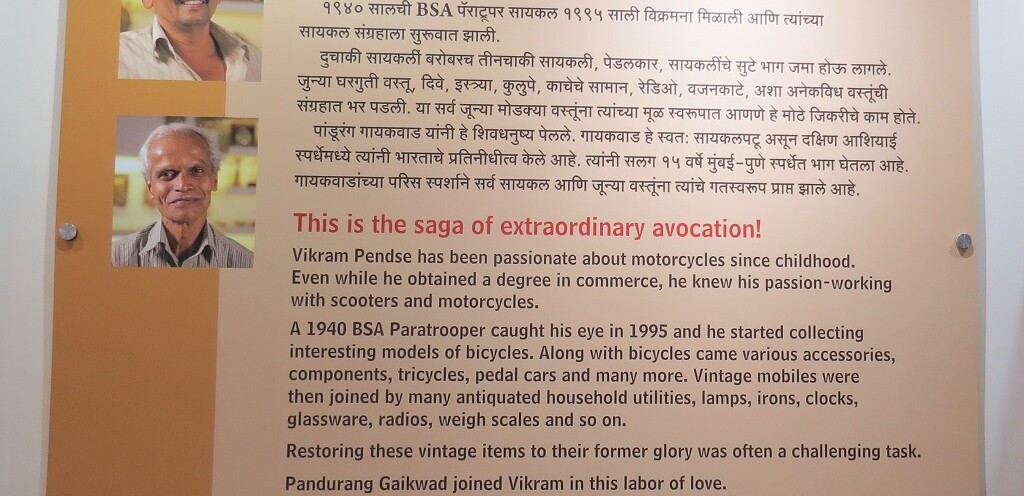 १९४० सालची BSA पॅराट्रूपर सायकल १९९५ साली विक्रमना मिळाली आणि त्यांच्या
सायकल संग्रहाला सुरूवात झाली.
दुचाकी सायकलीं बरोबरच तीनचाकी सायकली, पेडलकार, सायकलींचे सुटे भाग जमा होऊ लागले.
जुन्या घरगुती वस्तू, दिवे, इस्त्र्या, कुलुपे, काचेचे सामान, रेडिओ, वजनकाटे, अशा अनेकविध वस्तूंची
संग्रहात भर पडली. या सर्व जून्या मोडक्या वस्तूंना त्यांच्या मूळ स्वरूपात आणणे हे मोठे जिकरीचे काम होते.
पांडूरंग गायकवाड यांनी हे शिवधनुष्य पेलले. गायकवाड हे स्वत: सायकलपटू असून दक्षिण आशियाई
स्पर्धेमध्ये त्यांनी भारताचे प्रतिनीधीत्व केले आहे. त्यांनी सलग १५ वर्षे मुंबई-पुणे स्पर्धेत भाग घेतला आहे.
गायकवाडांच्या परिस स्पर्शाने सर्व सायकल आणि जून्या वस्तूंना त्यांचे गतस्वरूप प्राप्त झाले आहे.
This is the saga of extraordinary avocation!
Vikram Pendse has been passionate about motorcycles since childhood.
Even while he obtained a degree in commerce, he knew his passion-working
with scooters and motorcycles.
A 1940 BSA Paratrooper caught his eye in 1995 and he started collecting
interesting models of bicycles. Along with bicycles came various accessories,
components, tricycles, pedal cars and many more. Vintage mobiles were
then joined by many antiquated household utilities, lamps, irons, clocks,
glassware, radios, weigh scales and so on.
Restoring these vintage items to their former glory was often a challenging task.
Pandurang Gaikwad joined Vikram in this labor of love.